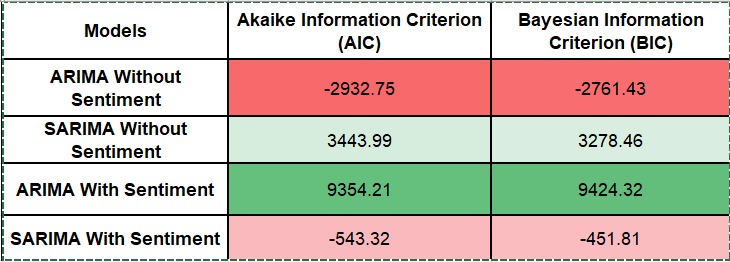 Models
Akaike Information Criterion
(AIC)
Bayesian Information
Criterion (BIC)
ARIMA Without
Sentiment
-2932.75
-2761.43
SARIMA Without
Sentiment
3443.99
3278.46
ARIMA With Sentiment
9354.21
9424.32
SARIMA With Sentiment
-543.32
-451.81